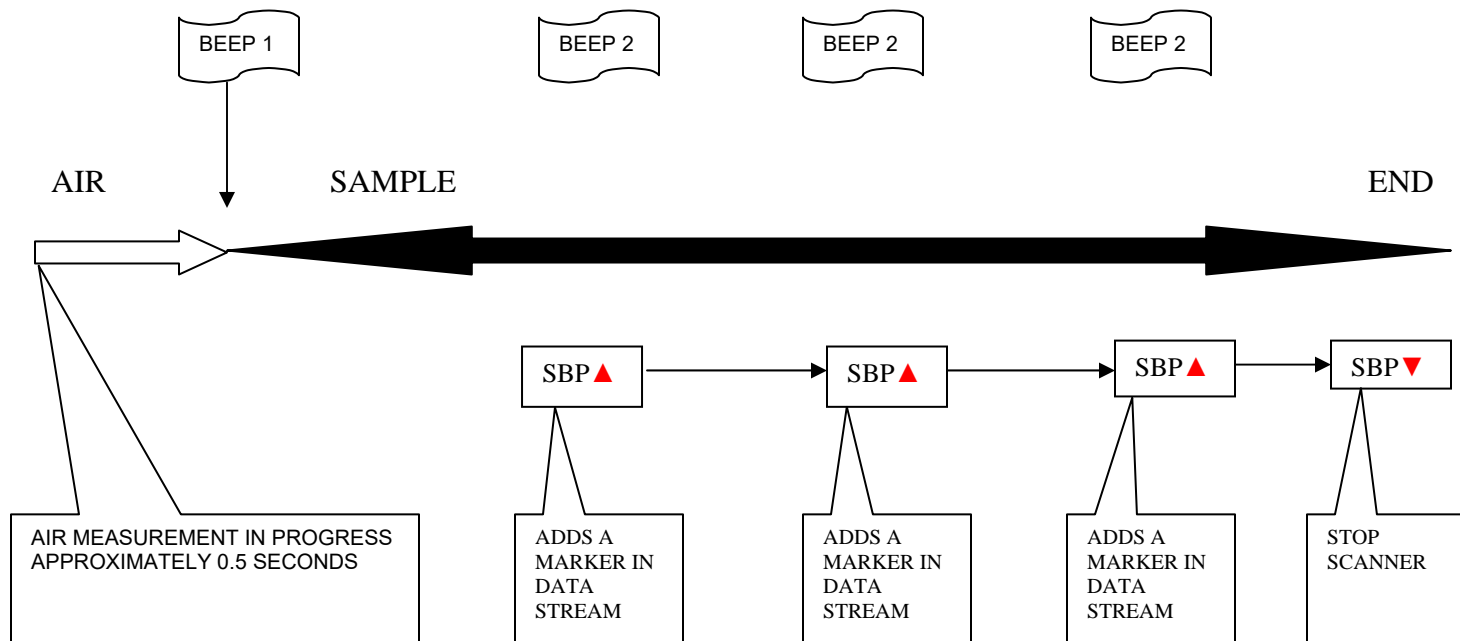 BEEP 1
BEEP 2
BEEP 2
BEEP 2
AIR
SAMPLE
END
SBP▲
SBP▲
SBP▲
SBP▼
AIR MEASUREMENT IN PROGRESS
APPROXIMATELY 0.5 SECONDS
ADDS A
MARKER IN
DATA
STREAM
ADDS A
MARKER IN
DATA
STREAM
ADDS A
MARKER IN
DATA
STREAM
STOP
SCANNER